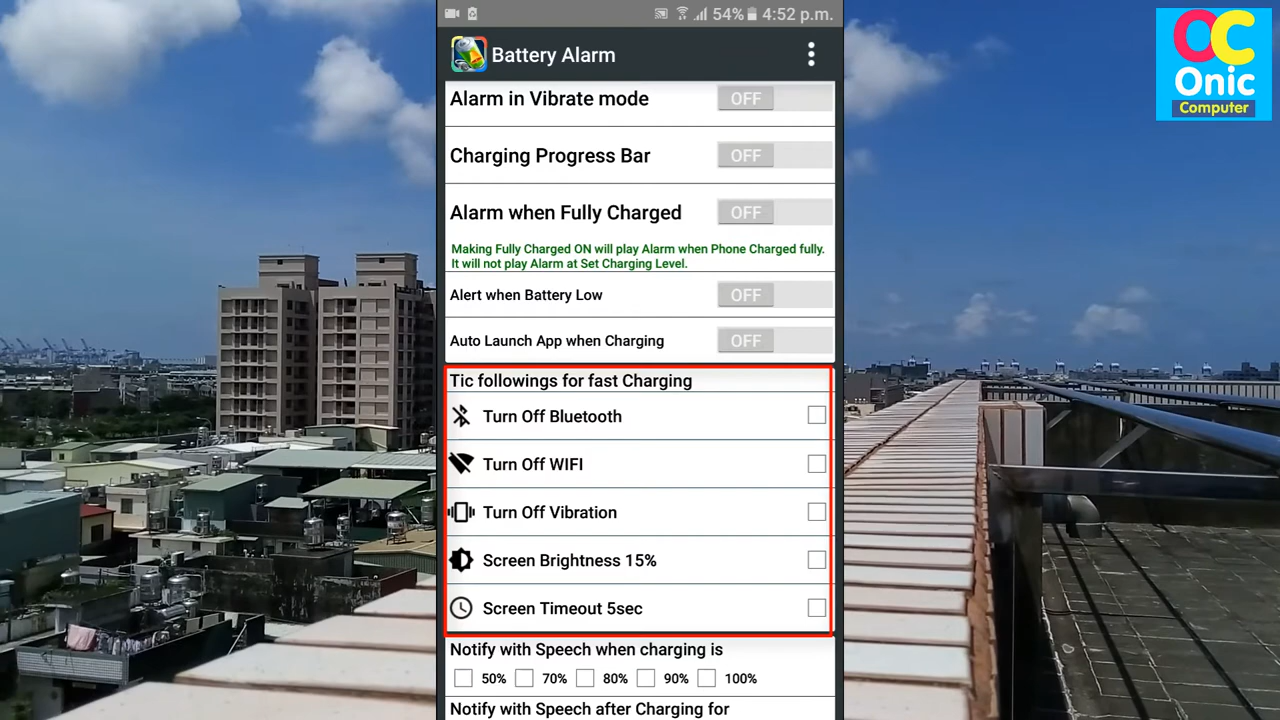 54% 4:52 p.m.
Battery Alarm
OC
Onic
Computer
Alarm in Vibrate mode OFF
Charging Progress Bar OFF
Alarm when Fully Charged OFF
Making Fully Charged ON will play Alarm when Phone Charged fully.
It will not play Alarm at Set Charging Level.
Alert when Battery Low OFF
Auto Launch App when Charging OFF
Tic followings for fast Charging
Turn Off Bluetooth
Turn Off WIFI
Turn Off Vibration
Screen Brightness 15%
Screen Timeout 5sec
Notify with Speech when charging is
50% 70% 80% 90% 100%
Notify with Speech after Charging for